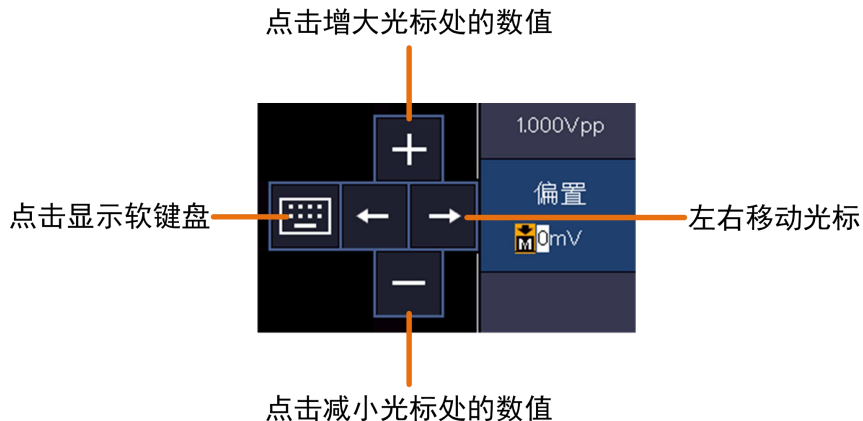 点击增大光标处的数值
1.000Vpp
偏置
点击显示软键盘
左右移动光标
M 0mV
点击减小光标处的数值